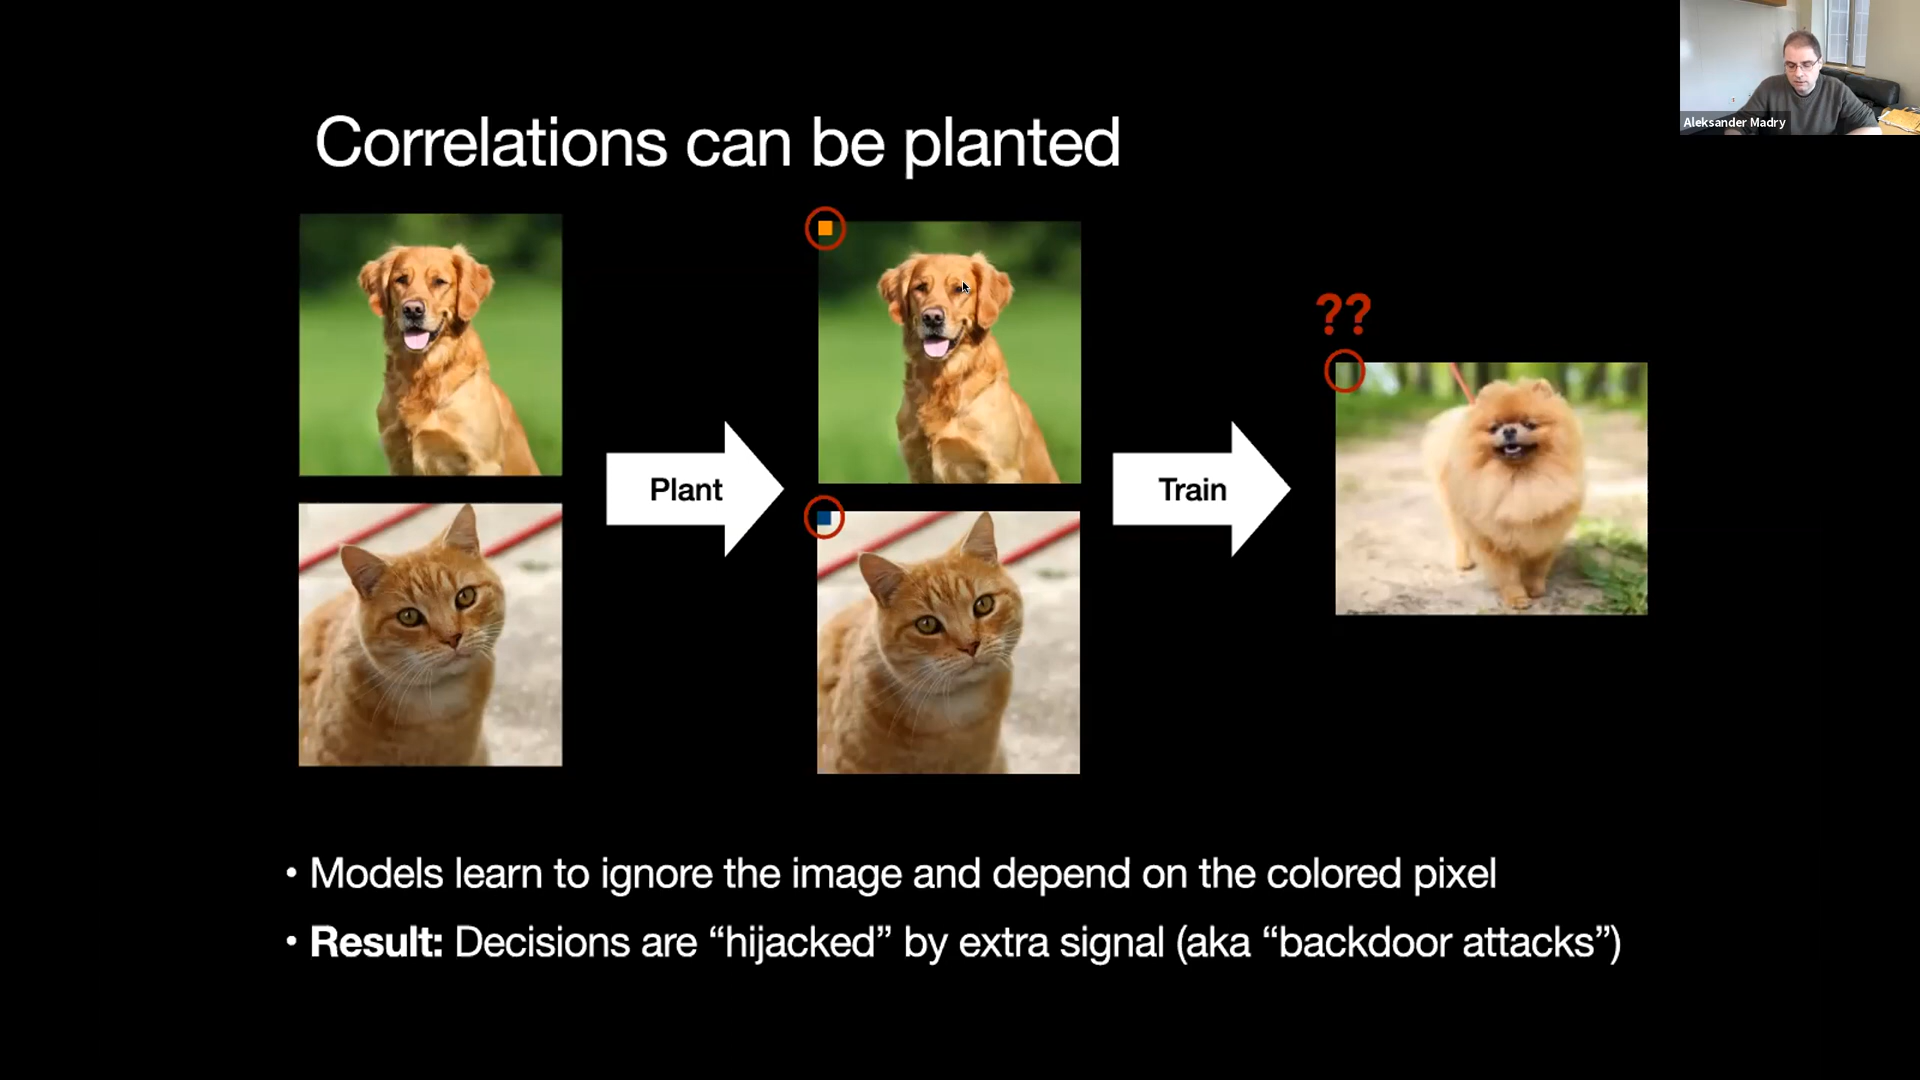 Aleksander Madry
Correlations can be planted
??
Plant
Train
• Models learn to ignore the image and depend on the colored pixel
• Result: Decisions are “hijacked” by extra signal (aka “backdoor attacks”)